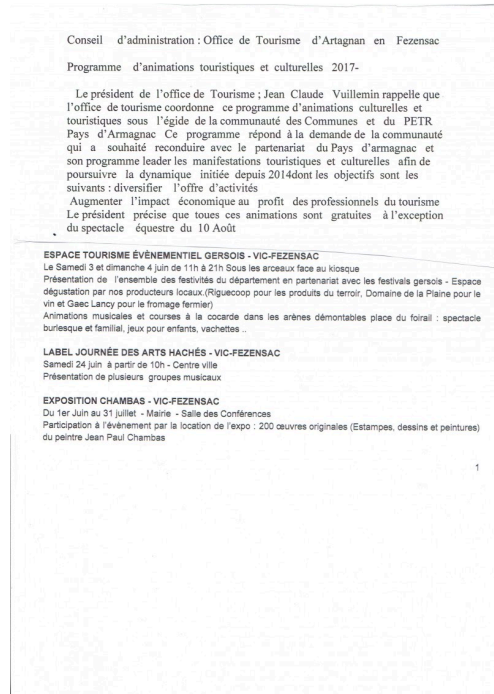 Conseil d'administration : Office de Tourisme d'Artagnan en Fezensac
Programme d'animations touristiques et culturelles 2017-
Le président de l'office de Tourisme ; Jean Claude Vuillemin rappelle que
l'office de tourisme coordonne ce programme d'animations culturelles et
touristiques sous l'égide de la communauté des Communes et du PETR
Pays d'Armagnac Ce programme répond à la demande de la communauté
qui a souhaité reconduire avec le partenariat du Pays d'armagnac et
son programme leader les manifestations touristiques et culturelles afin de
poursuivre la dynamique initiée depuis 2014dont les objectifs sont les
suivants : diversifier l'offre d'activités
Augmenter l'impact économique au profit des professionnels du tourisme
Le président précise que toues ces animations sont gratuites à l'exception
du spectacle équestre du 10 Août
ESPACE TOURISME ÉVÈNEMENTIEL GERSOIS - VIC-FEZENSAC
Le Samedi 3 et dimanche 4 juin de 11h à 21h Sous les arceaux face au kiosque
Présentation de l'ensemble des festivités du département en partenariat avec les festivals gersois - Espace
dégustation par nos producteurs locaux.(Riguecoop pour les produits du terroir, Domaine de la Plaine pour le
vin et Gaec Lancy pour le fromage fermier)
Animations musicales et courses à la cocarde dans les arènes démontables place du foirail : spectacle
burlesque et familial, jeux pour enfants, vachettes ..
LABEL JOURNÉE DES ARTS HACHÉS - VIC-FEZENSAC
Samedi 24 juin à partir de 10h - Centre ville
Présentation de plusieurs groupes musicaux
EXPOSITION CHAMBAS - VIC-FEZENSAC
Du 1er Juin au 31 juillet - Mairie - Salle des Conférences
Participation à l'évènement par la location de l'expo : 200 œuvres originales (Estampes, dessins et peintures)
du peintre Jean Paul Chambas
1